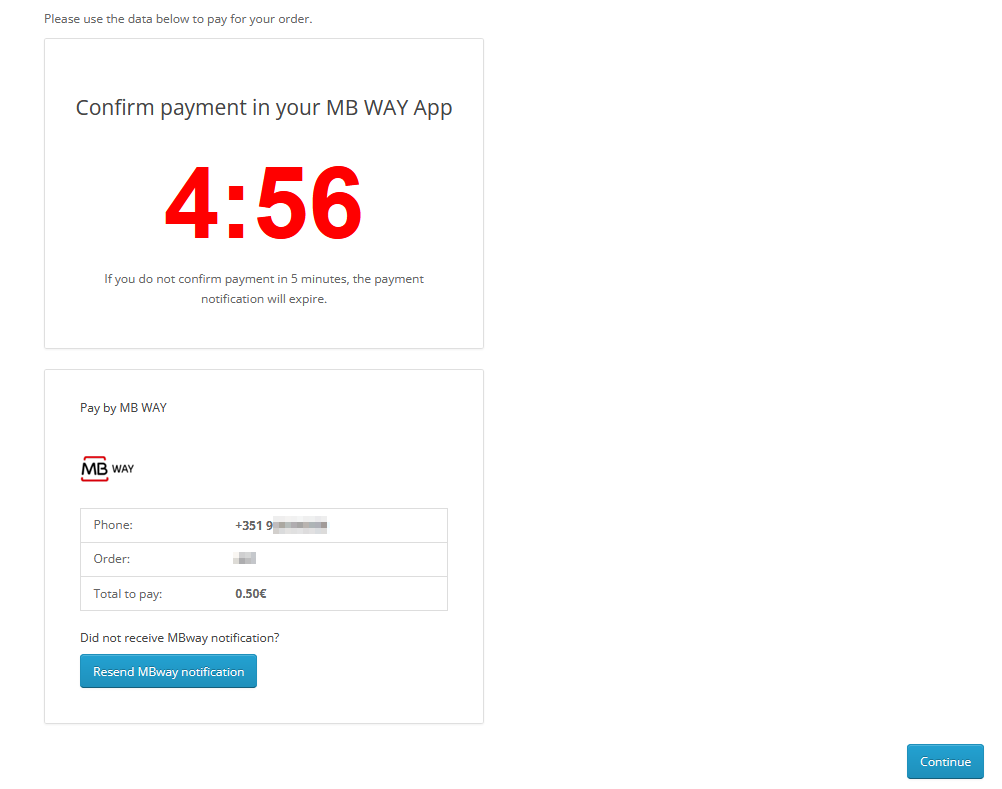 Please use the data below to pay for your order.
Confirm payment in your MB WAY App
4:56
If you do not confirm payment in 5 minutes, the payment
notification will expire.
Pay by MB WAY
MB WAY
Phone: +351 9
Order:
Total to pay: 0.50€
Did not receive MBway notification?
Resend MBway notification
Continue